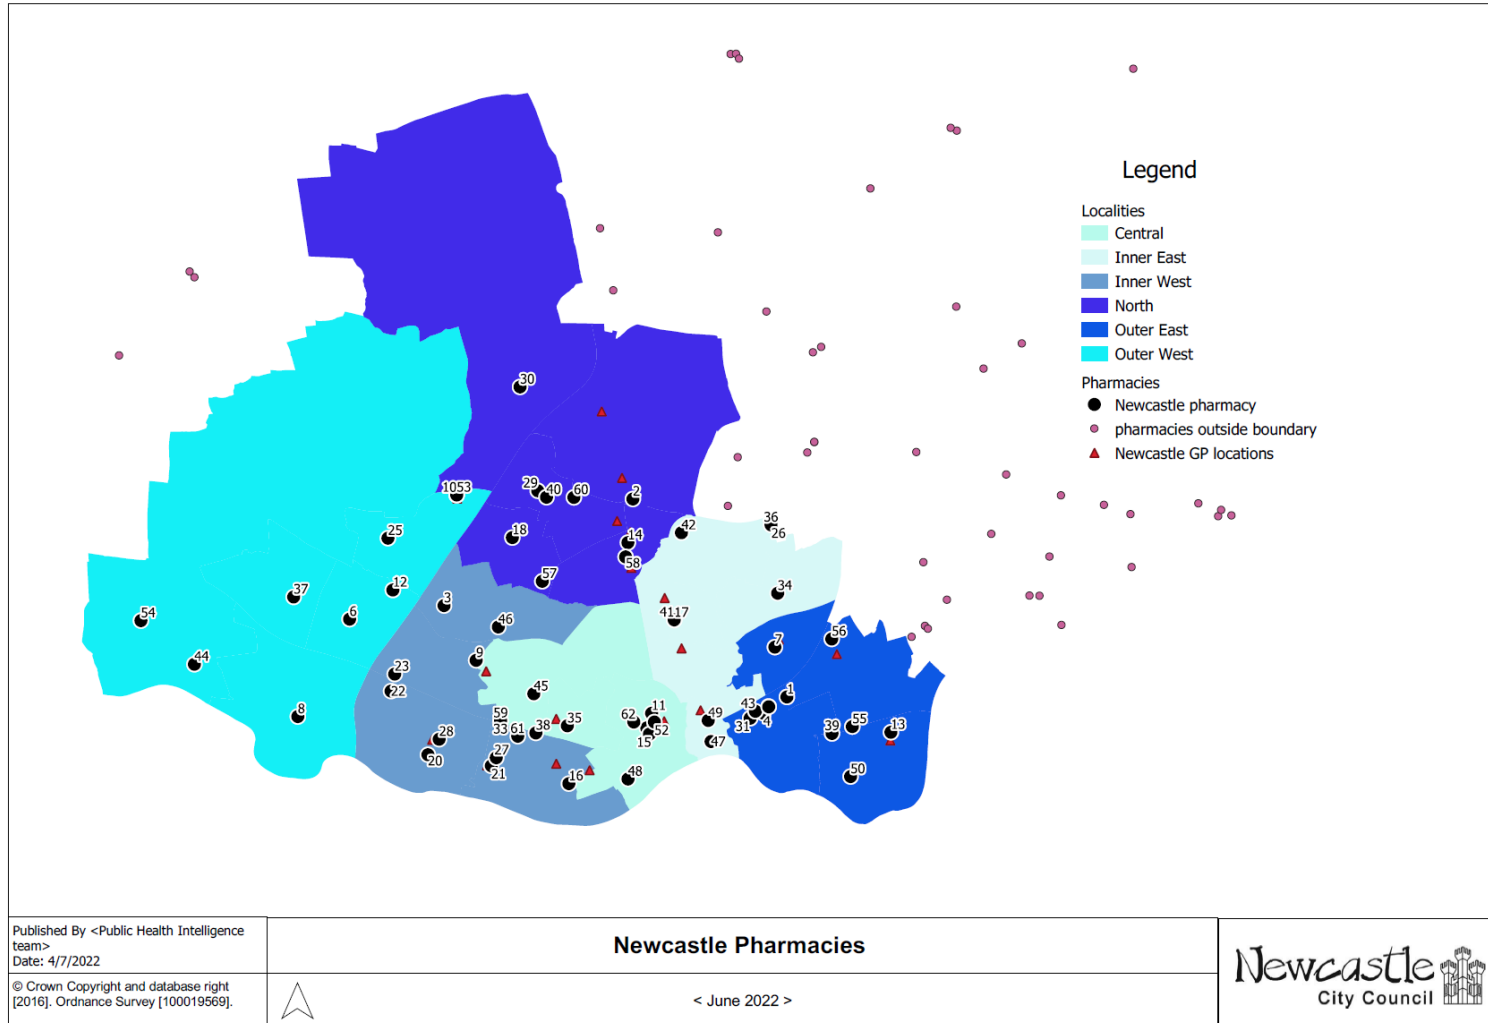 Legend
Localities
Central
Inner East
Inner West
North
Outer East
Outer West
Pharmacies
Newcastle pharmacy
pharmacies outside boundary
Newcastle GP locations
30
1053
29
40
60
2
25
18
14
42
36
26
58
57
12
37
6
54
3
34
4117
46
7
56
44
9
23
22
45
1
8
59
33
61
38
35
62
11
52
15
49
43
31
4
39
55
13
28
20
27
21
47
16
48
50
Published By <Public Health Intelligence
team>
Date: 4/7/2022
Newcastle Pharmacies
© Crown Copyright and database right
[2016]. Ordnance Survey [100019569].
< June 2022 >
Newcastle
City Council